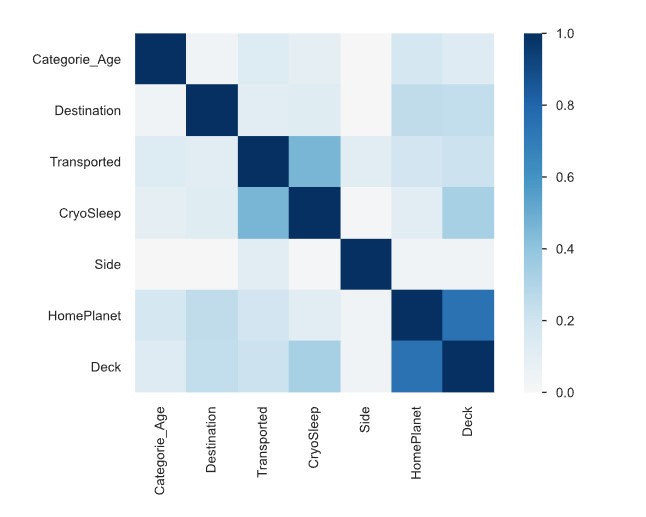 Categorie_Age
Destination
Transported
CryoSleep
Side
HomePlanet
Deck
Categorie_Age
Destination
Transported
CryoSleep
Side
HomePlanet
Deck
1.0
0.8
0.6
0.4
0.2
0.0